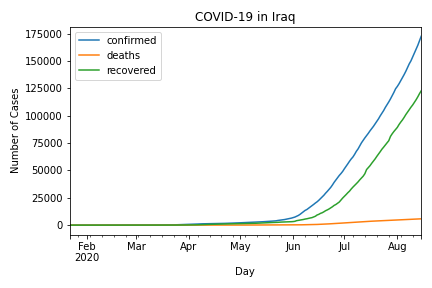 COVID-19 in Iraq
confirmed
deaths
recovered
Number of Cases
175000
150000
125000
100000
75000
50000
25000
0
Feb Mar Apr May Jun Jul Aug
2020
Day